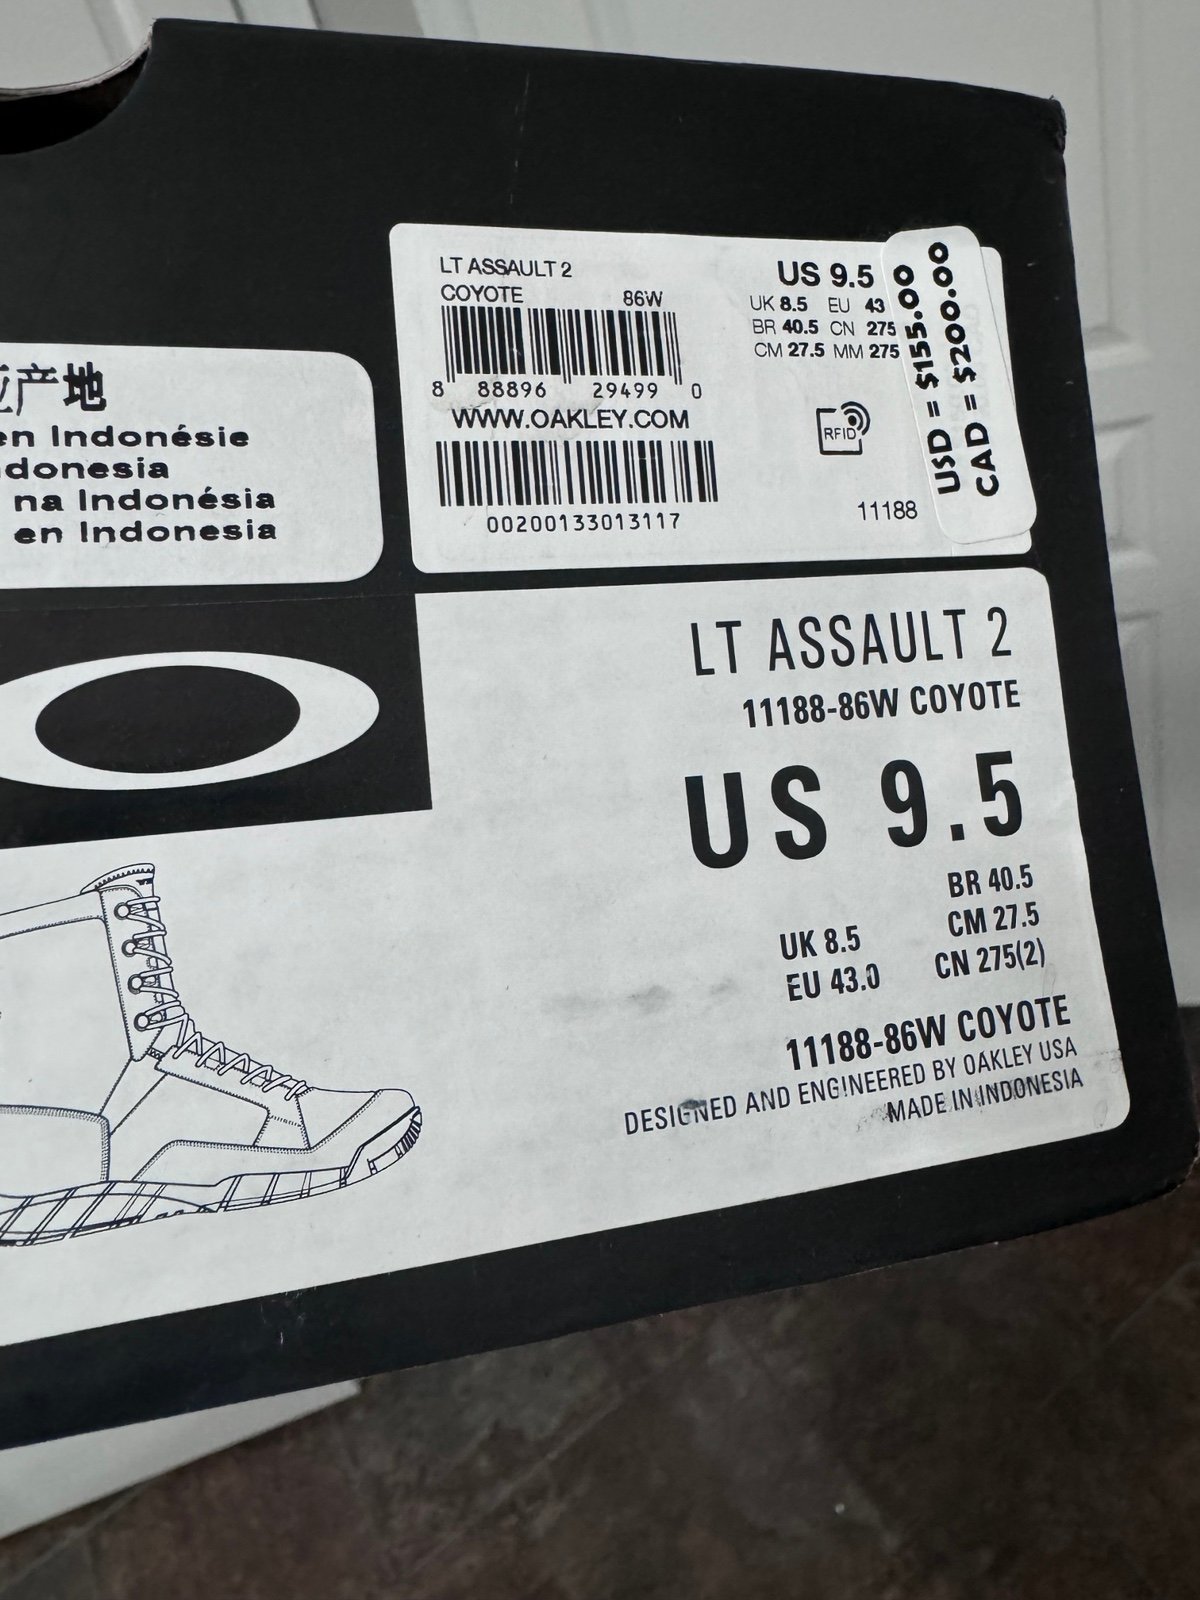 LT ASSAULT 2
COYOTE 86W
8 88896 29499 0
WWW.OAKLEY.COM
00200133013117
US 9.5
UK 8.5 EU 43
BR 40.5 CN 275
CM 27.5 MM 275
RFID
11188
USD = $155.00
CAD = $200.00
产地
en Indonésie
ndonesia
na Indonésia
en Indonesia
LT ASSAULT 2
11188-86W COYOTE
US 9.5
BR 40.5
UK 8.5 CM 27.5
EU 43.0 CN 275(2)
11188-86W COYOTE
DESIGNED AND ENGINEERED BY OAKLEY USA
MADE IN INDONESIA